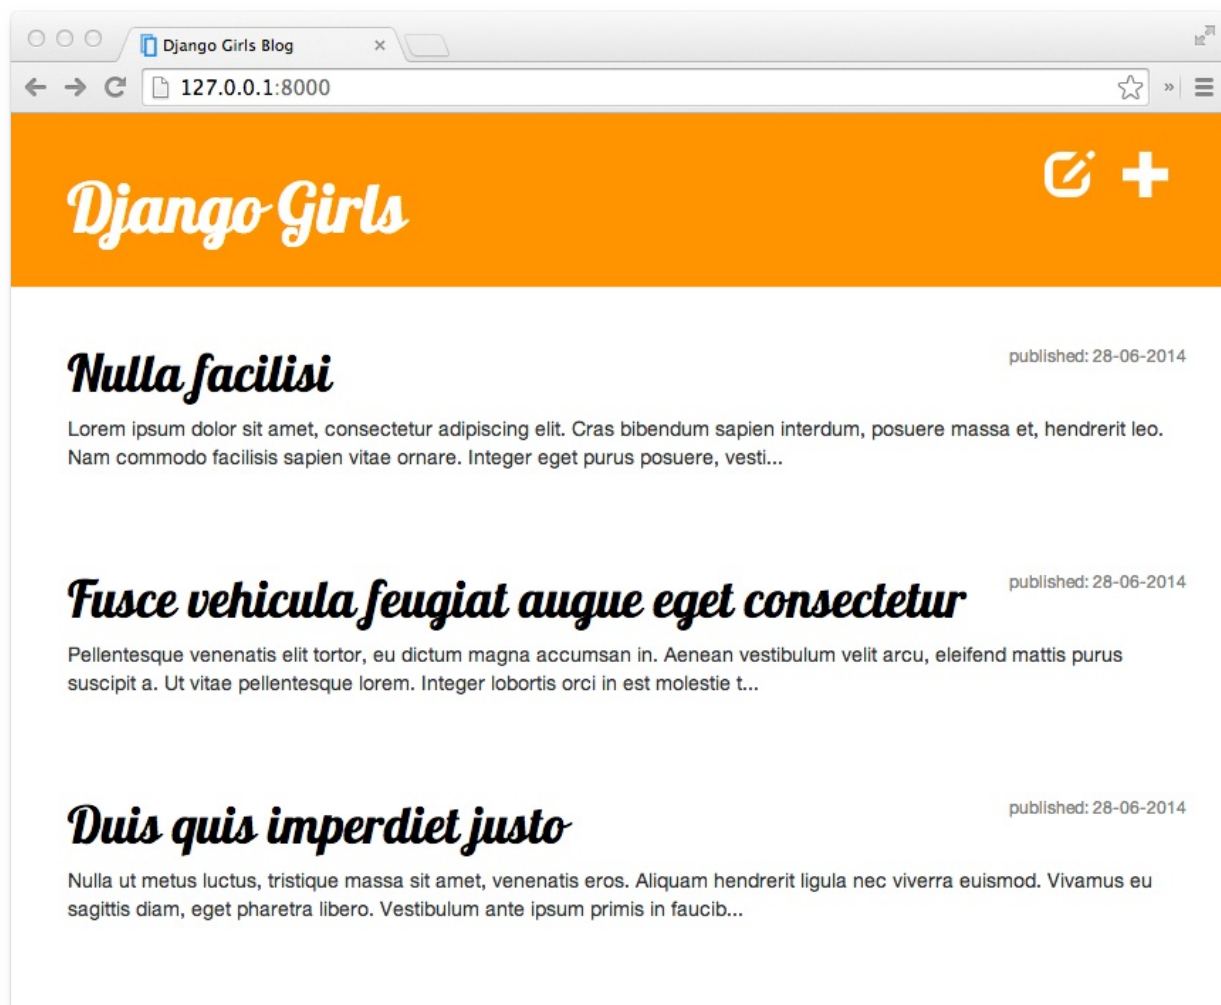 Django Girls Blog
127.0.0.1:8000
Django Girls
Nulla facilisi
published: 28-06-2014
Lorem ipsum dolor sit amet, consectetur adipiscing elit. Cras bibendum sapien interdum, posuere massa et, hendrerit leo.
Nam commodo facilisis sapien vitae ornare. Integer eget purus posuere, vesti...
Fusce vehicula feugiat augue eget consectetur
published: 28-06-2014
Pellentesque venenatis elit tortor, eu dictum magna accumsan in. Aenean vestibulum velit arcu, eleifend mattis purus
suscipit a. Ut vitae pellentesque lorem. Integer lobortis orci in est molestie t...
Duis quis imperdiet justo
published: 28-06-2014
Nulla ut metus luctus, tristique massa sit amet, venenatis eros. Aliquam hendrerit ligula nec viverra euismod. Vivamus eu
sagittis diam, eget pharetra libero. Vestibulum ante ipsum primis in faucib...